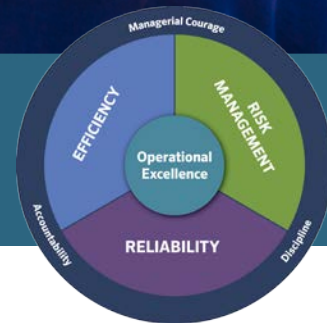 Managerial Courage
EFFICIENCY
RISK
MANAGEMENT
Operational
Excellence
RELIABILITY
Accountability
Discipline